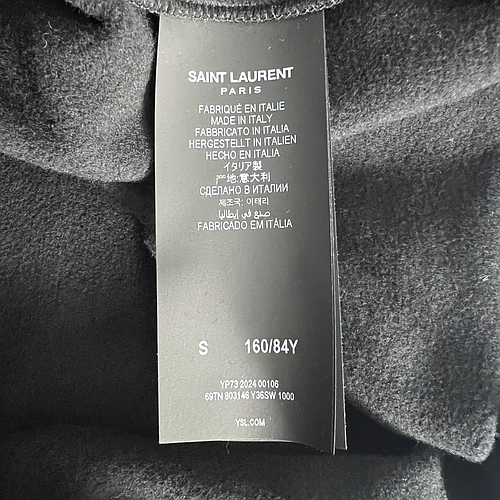 SAINT LAURENT
PARIS
FABRIQUÉ EN ITALIE
MADE IN ITALY
FABBRICATO IN ITALIA
HERGESTELLT IN ITALIEN
HECHO EN ITALIA
イタリア製
产地:意大利
СДЕЛАНО В ИТАЛИИ
제조국: 이태리
صنع في إيطاليا
FABRICADO EM ITÁLIA
S 160/84Y
YP73 2024 00106
69TN 803146 Y36SW 1000
YSL.COM